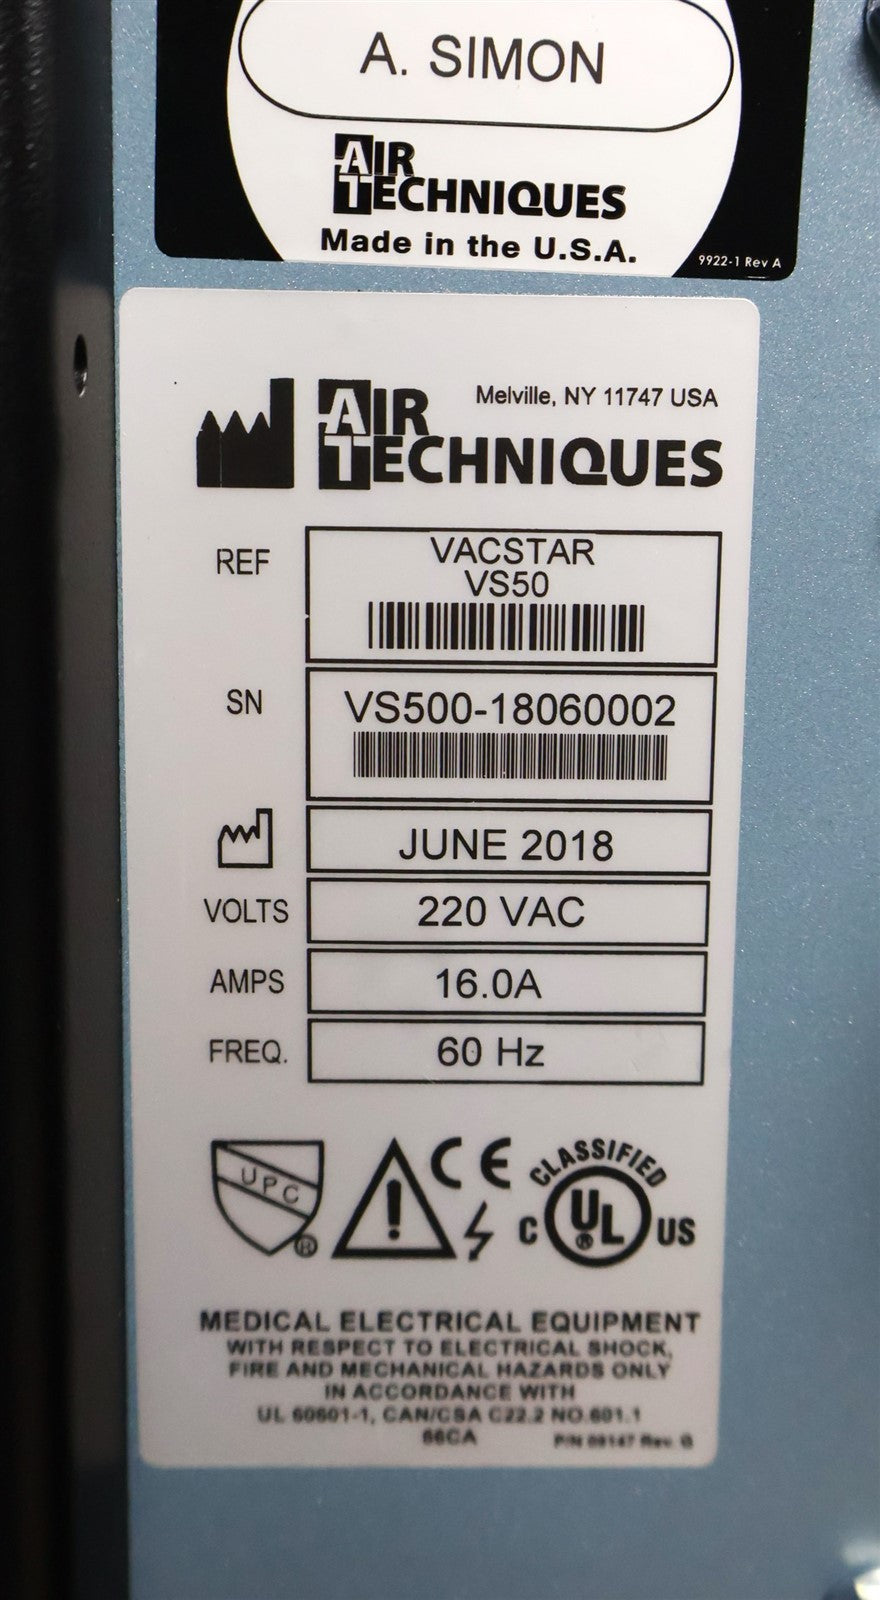 A. SIMON
AIR
TECHNIQUES
Made in the U.S.A.
9922-1 Rev A
Melville, NY 11747 USA
AIR
TECHNIQUES
REF
VACSTAR
VS50
SN
VS500-18060002
JUNE 2018
VOLTS
220 VAC
AMPS
16.0A
FREQ.
60 Hz
UPC
®
CE
CLASSIFIED
C UL® US
MEDICAL ELECTRICAL EQUIPMENT
WITH RESPECT TO ELECTRICAL SHOCK,
FIRE AND MECHANICAL HAZARDS ONLY
IN ACCORDANCE WITH
UL 60601-1, CAN/CSA C22.2 NO.601.1
66CA
P/N 09147 Rev. G